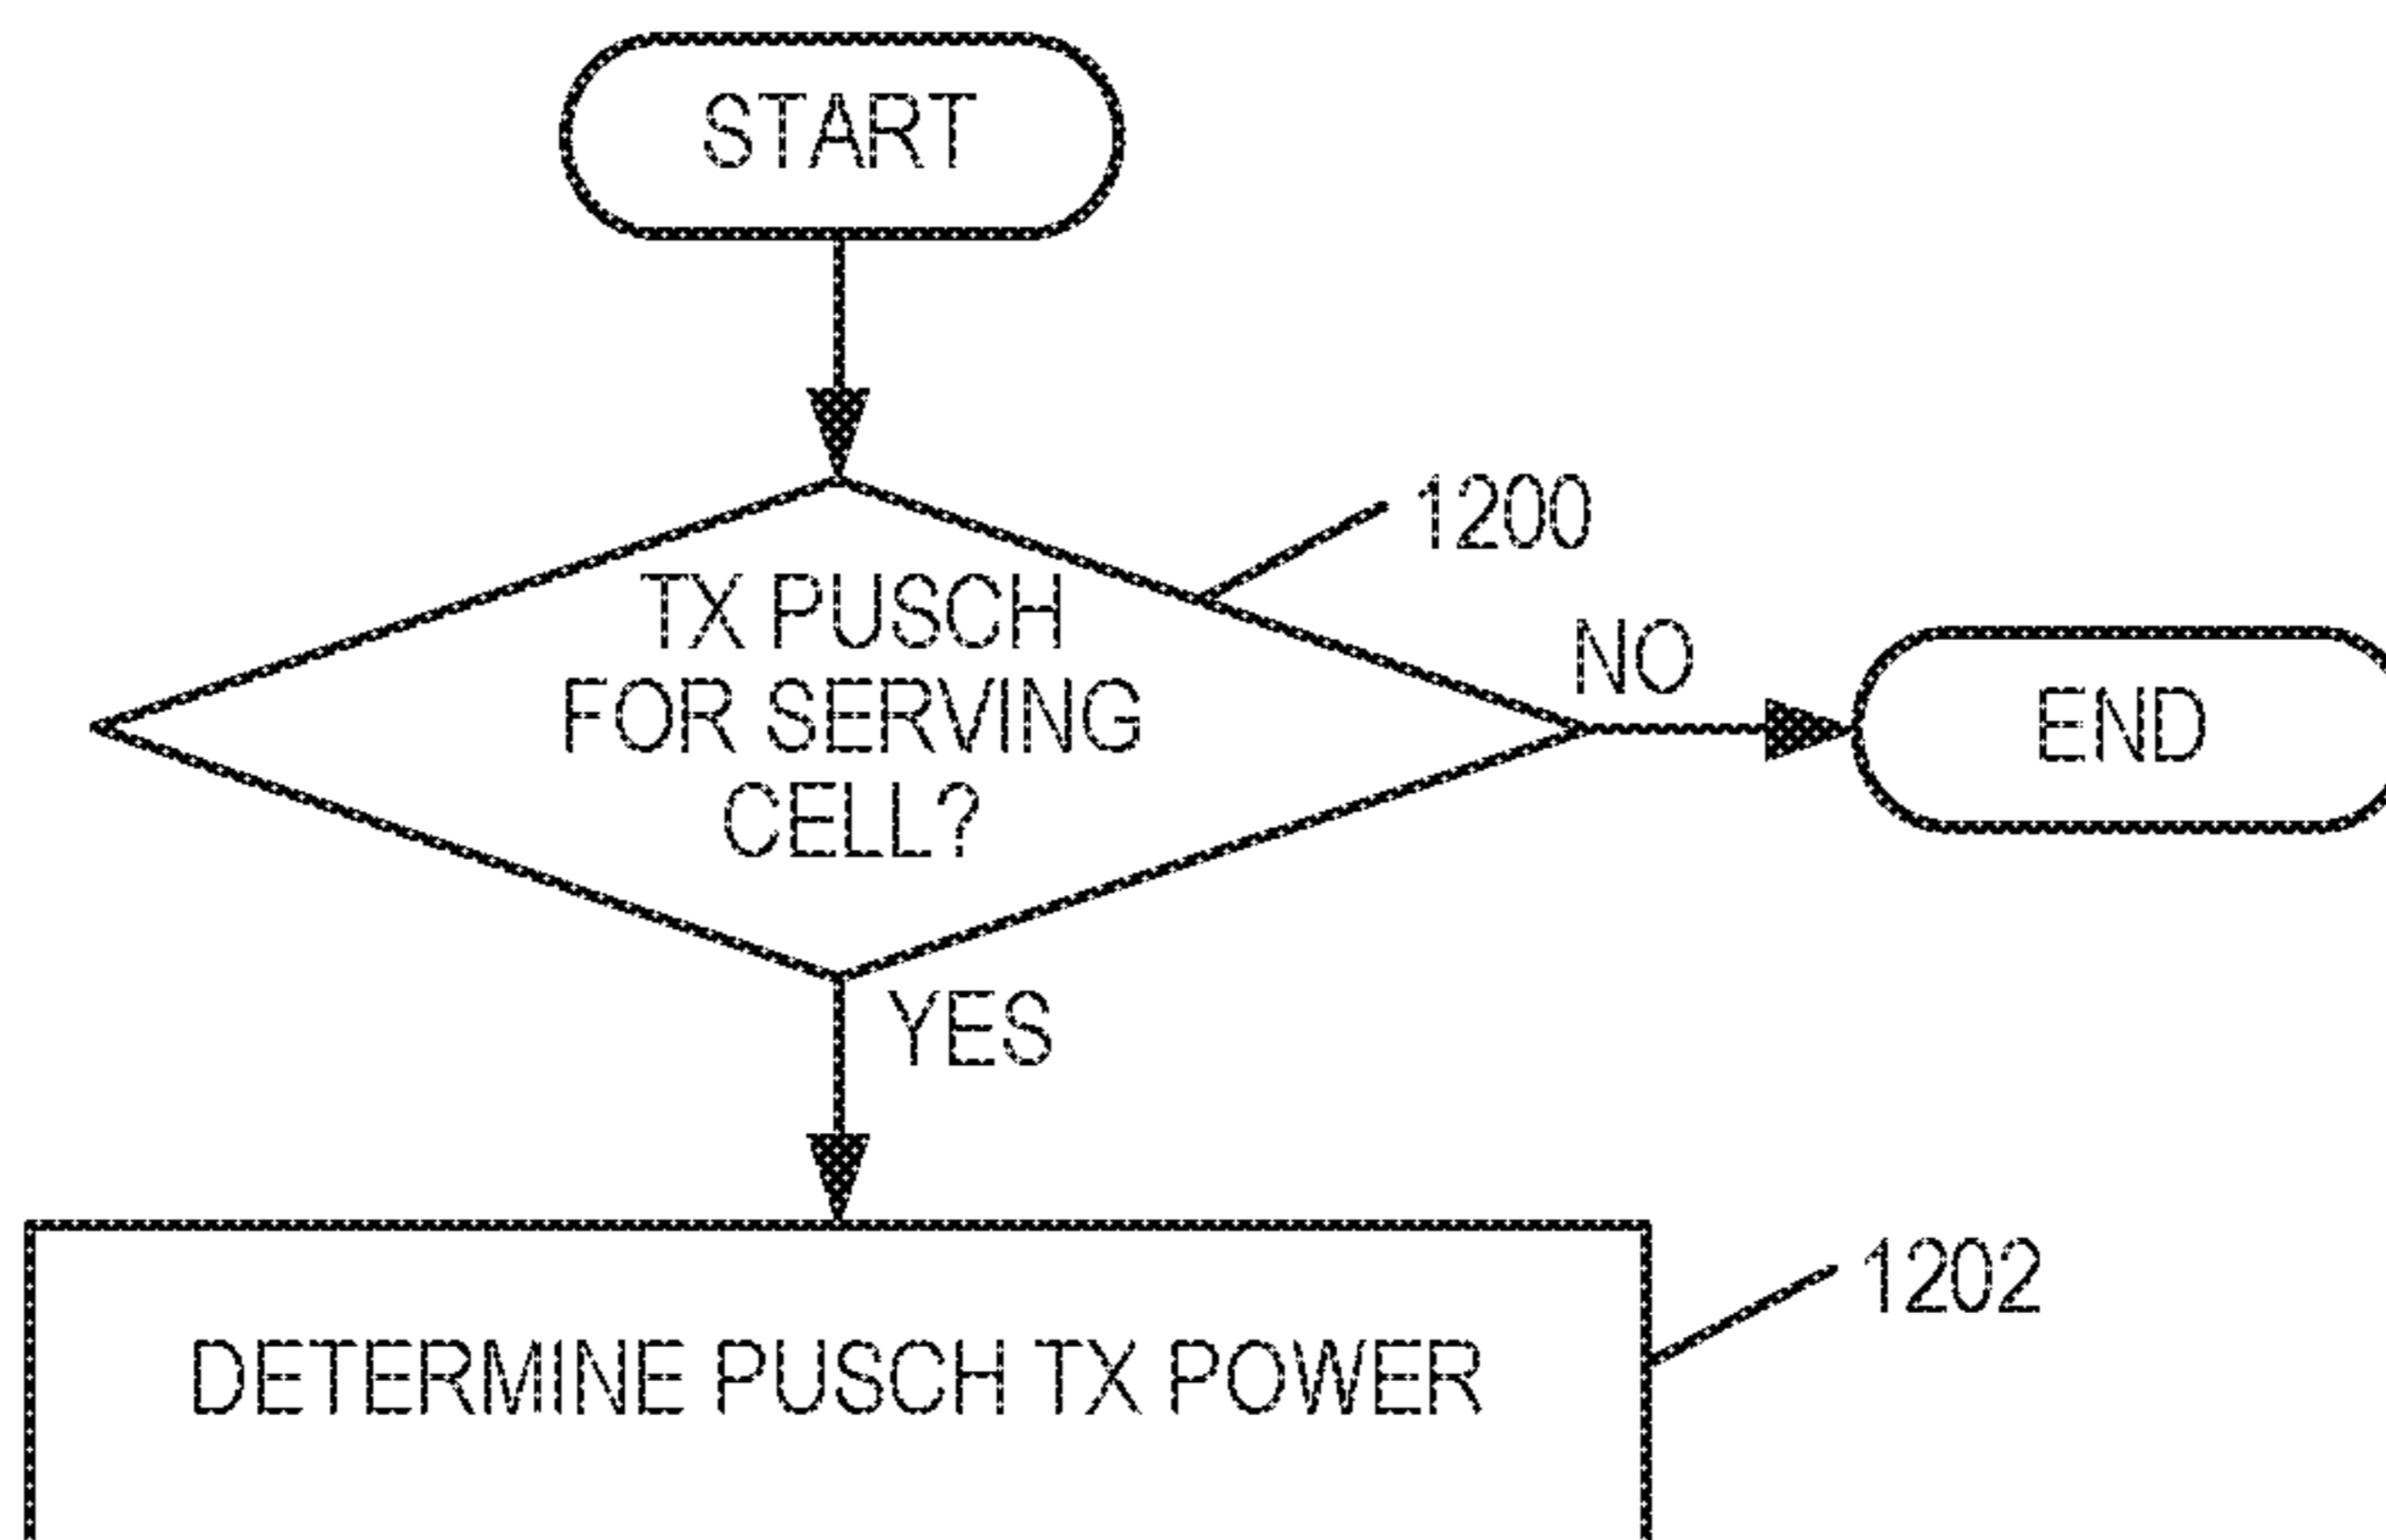 START
1200
TX PUSCH
FOR SERVING
CELL?
NO
END
YES
1202
DETERMINE PUSCH TX POWER